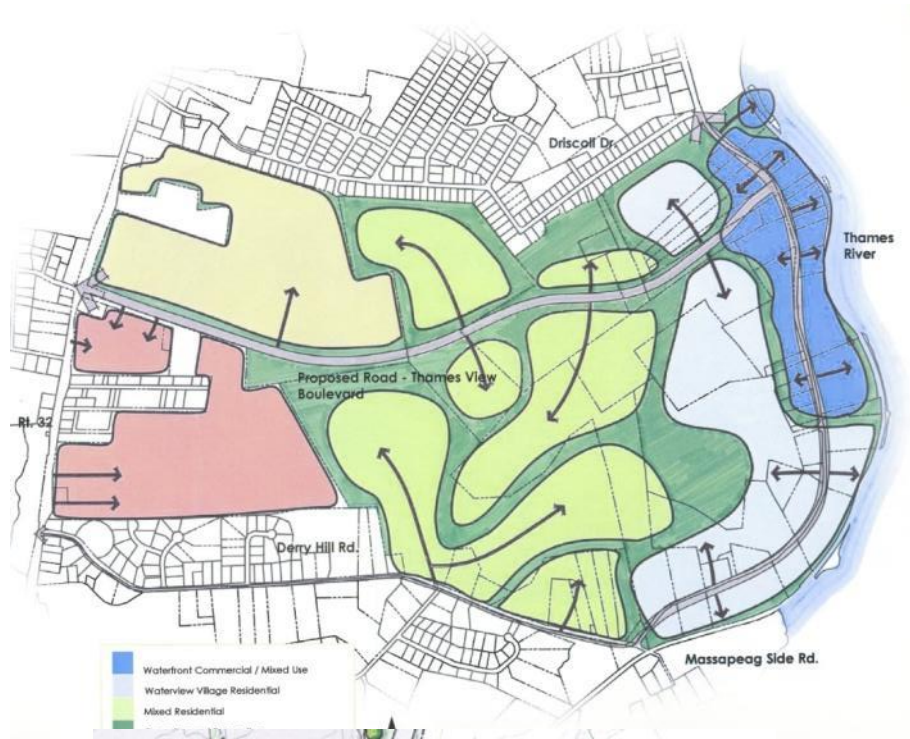 Driscoll Dr.
Thames
River
Proposed Road - Thames View
Boulevard
Rt. 32
Derry Hill Rd.
Massapeag Side Rd.
Waterfront Commercial / Mixed Use
Waterview Village Residential
Mixed Residential